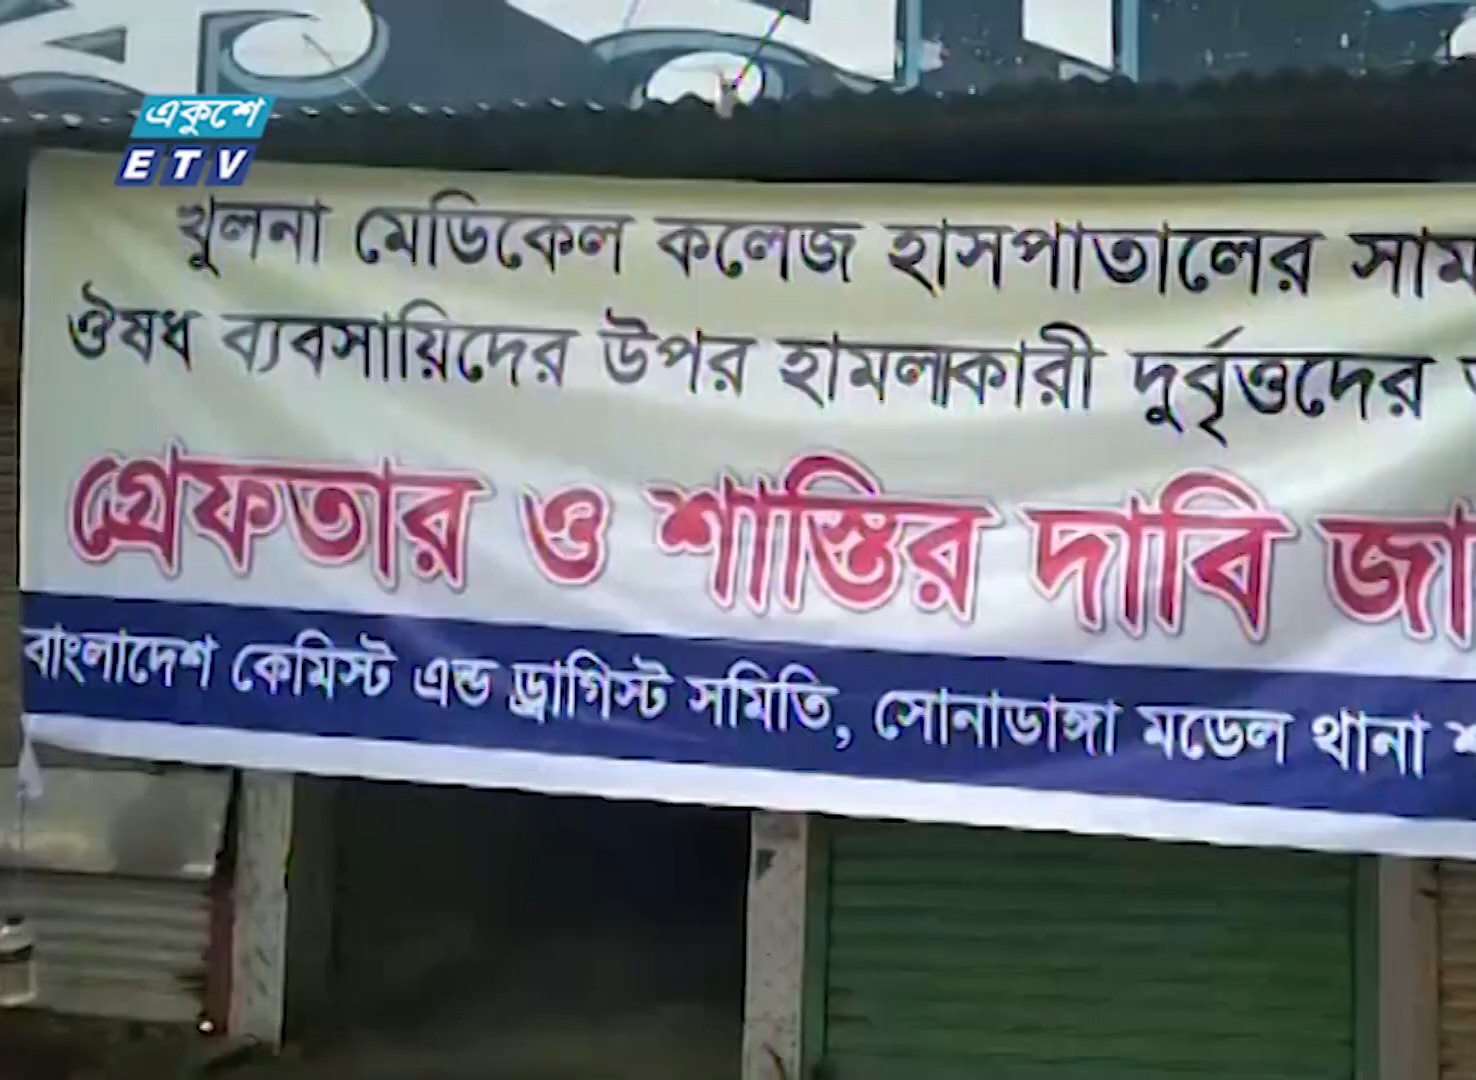 একুশে
ETV
খুলনা মেডিকেল কলেজ হাসপাতালের
ঔষধ ব্যবসায়িদের উপর হামলাকারী দুর্বৃত্তদের
গ্রেফতার ও শাস্তির দাবি
বাংলাদেশ কেমিস্ট এন্ড ড্রাগিস্ট সমিতি, সোনাডাঙ্গা মডেল থানা